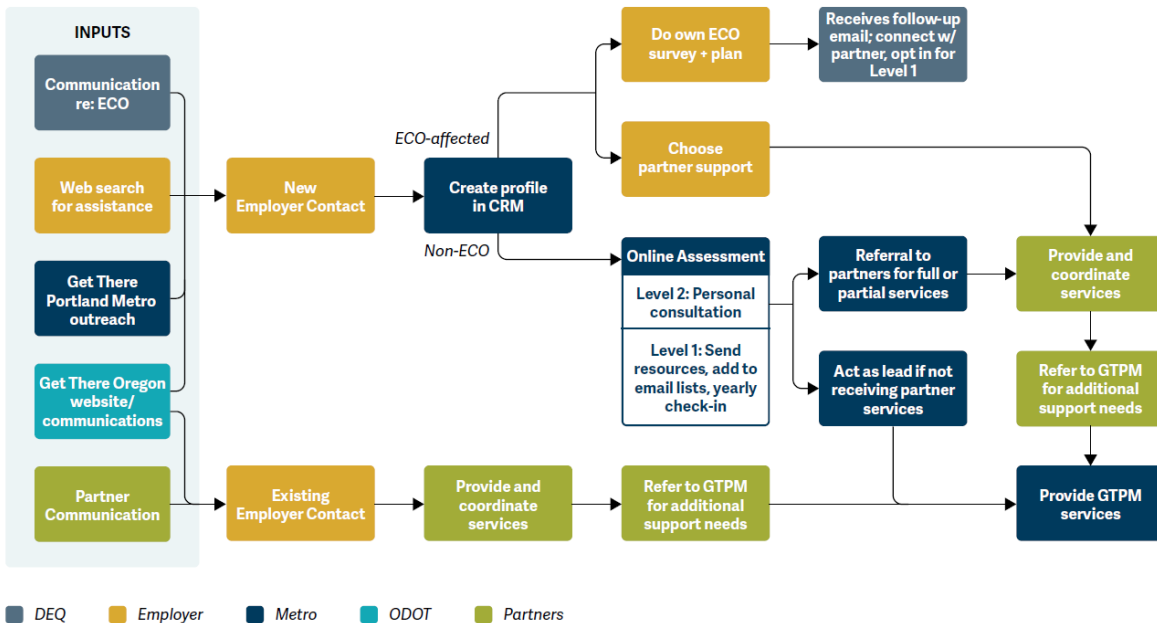 INPUTS
Communication
re: ECO
Web search
for assistance
Get There
Portland Metro
outreach
Get There Oregon
website/
communications
Partner
Communication
New
Employer Contact
Existing
Employer Contact
ECO-affected
Create profile
in CRM
Non-ECO
Provide and
coordinate
services
Do own ECO
survey + plan
Choose
partner support
Online Assessment
Level 2: Personal
consultation
Level 1: Send
resources, add to
email lists, yearly
check-in
Refer to GTPM
for additional
support needs
Receives follow-up
email; connect w/
partner, opt in for
Level 1
Referral to
partners for full or
partial services
Act as lead if not
receiving partner
services
Provide and
coordinate
services
Refer to GTPM
for additional
support needs
Provide GTPM
services
DEQ
Employer
Metro
ODOT
Partners